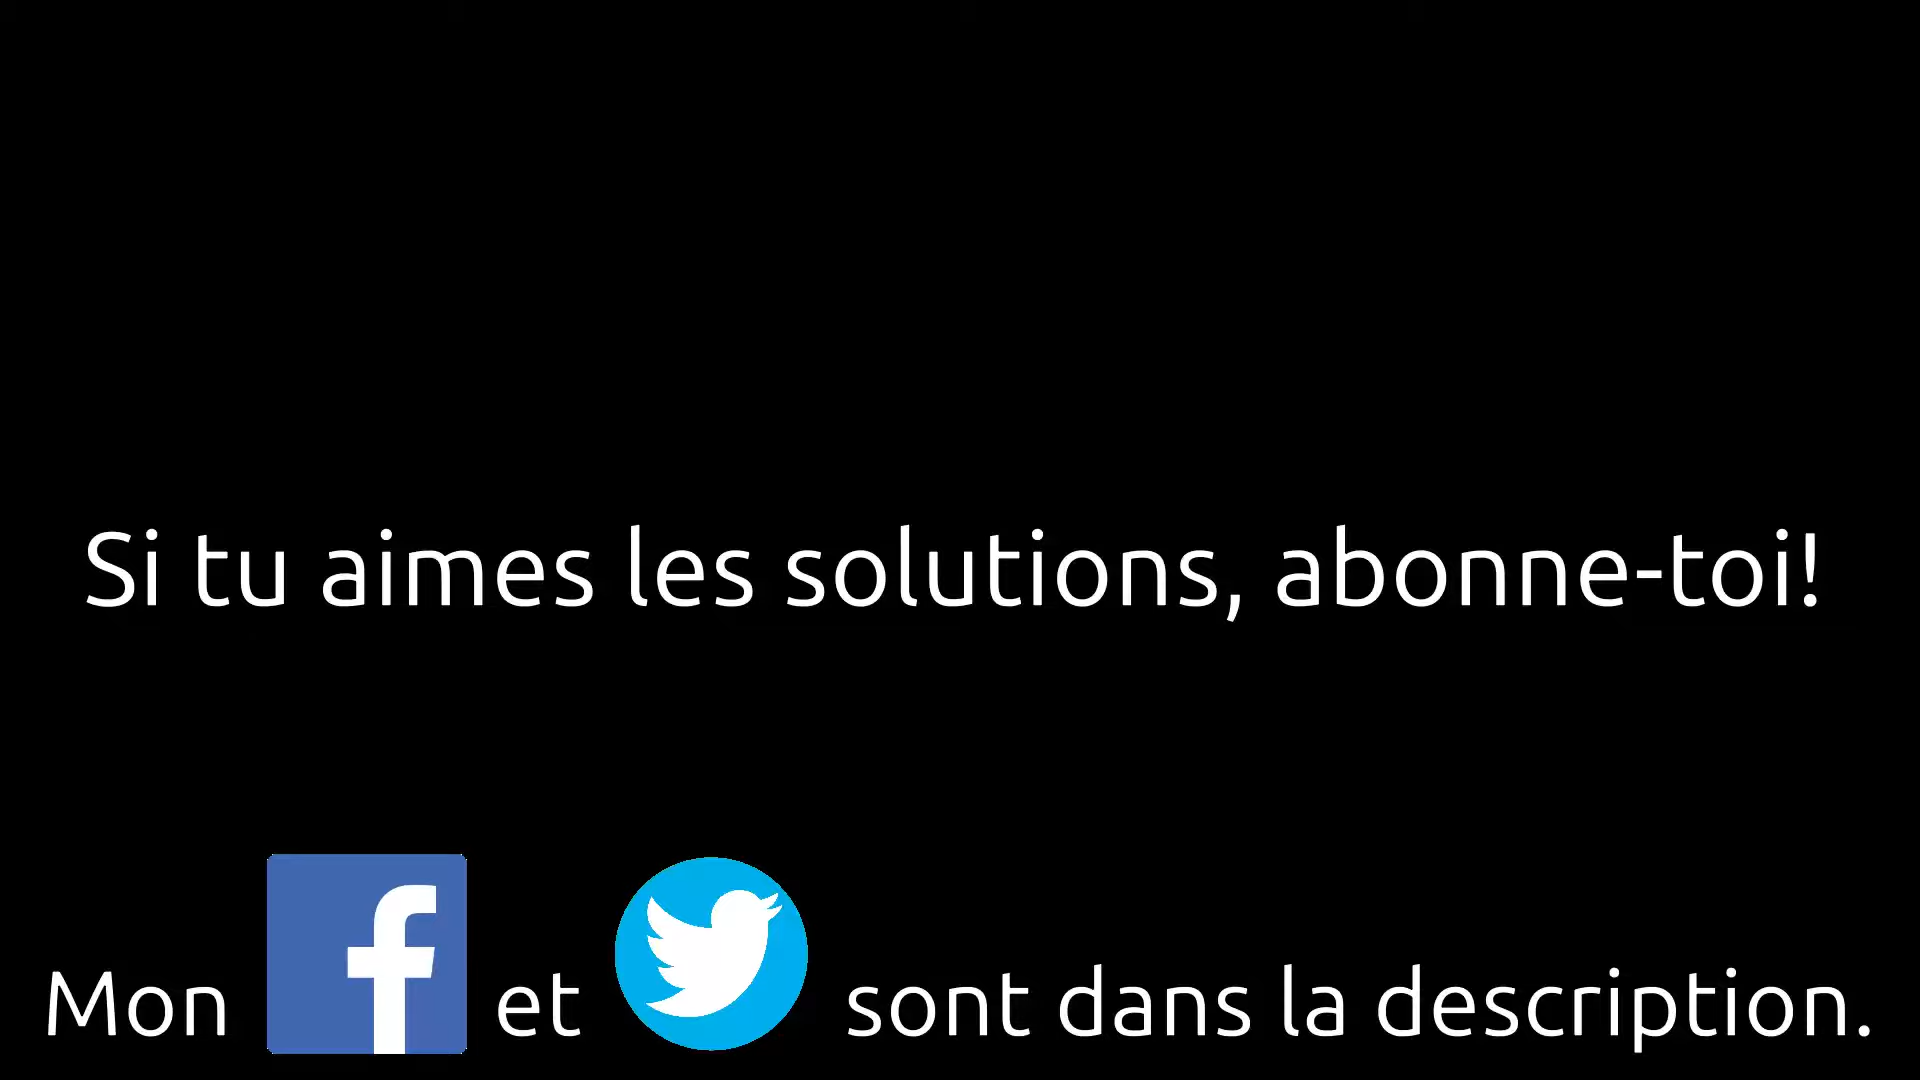 Si tu aimes les solutions, abonne-toi!
Mon f et sont dans la description.